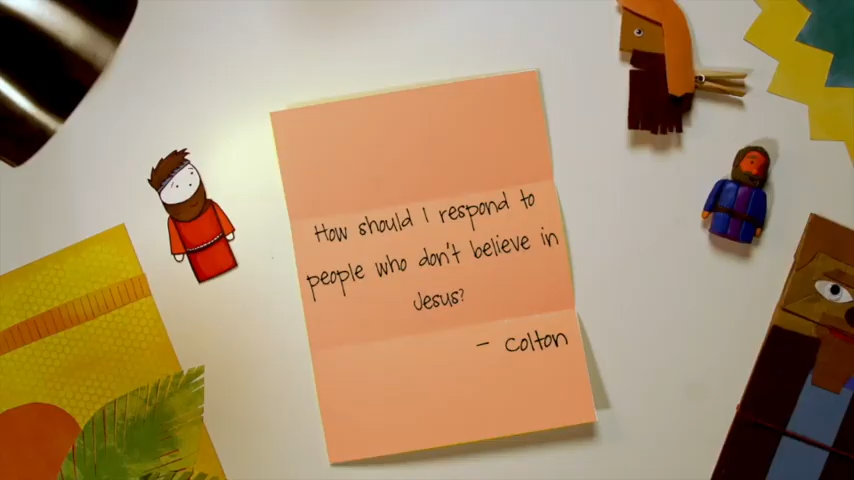 How should I respond to
people who don't believe in
Jesus?
- Colton